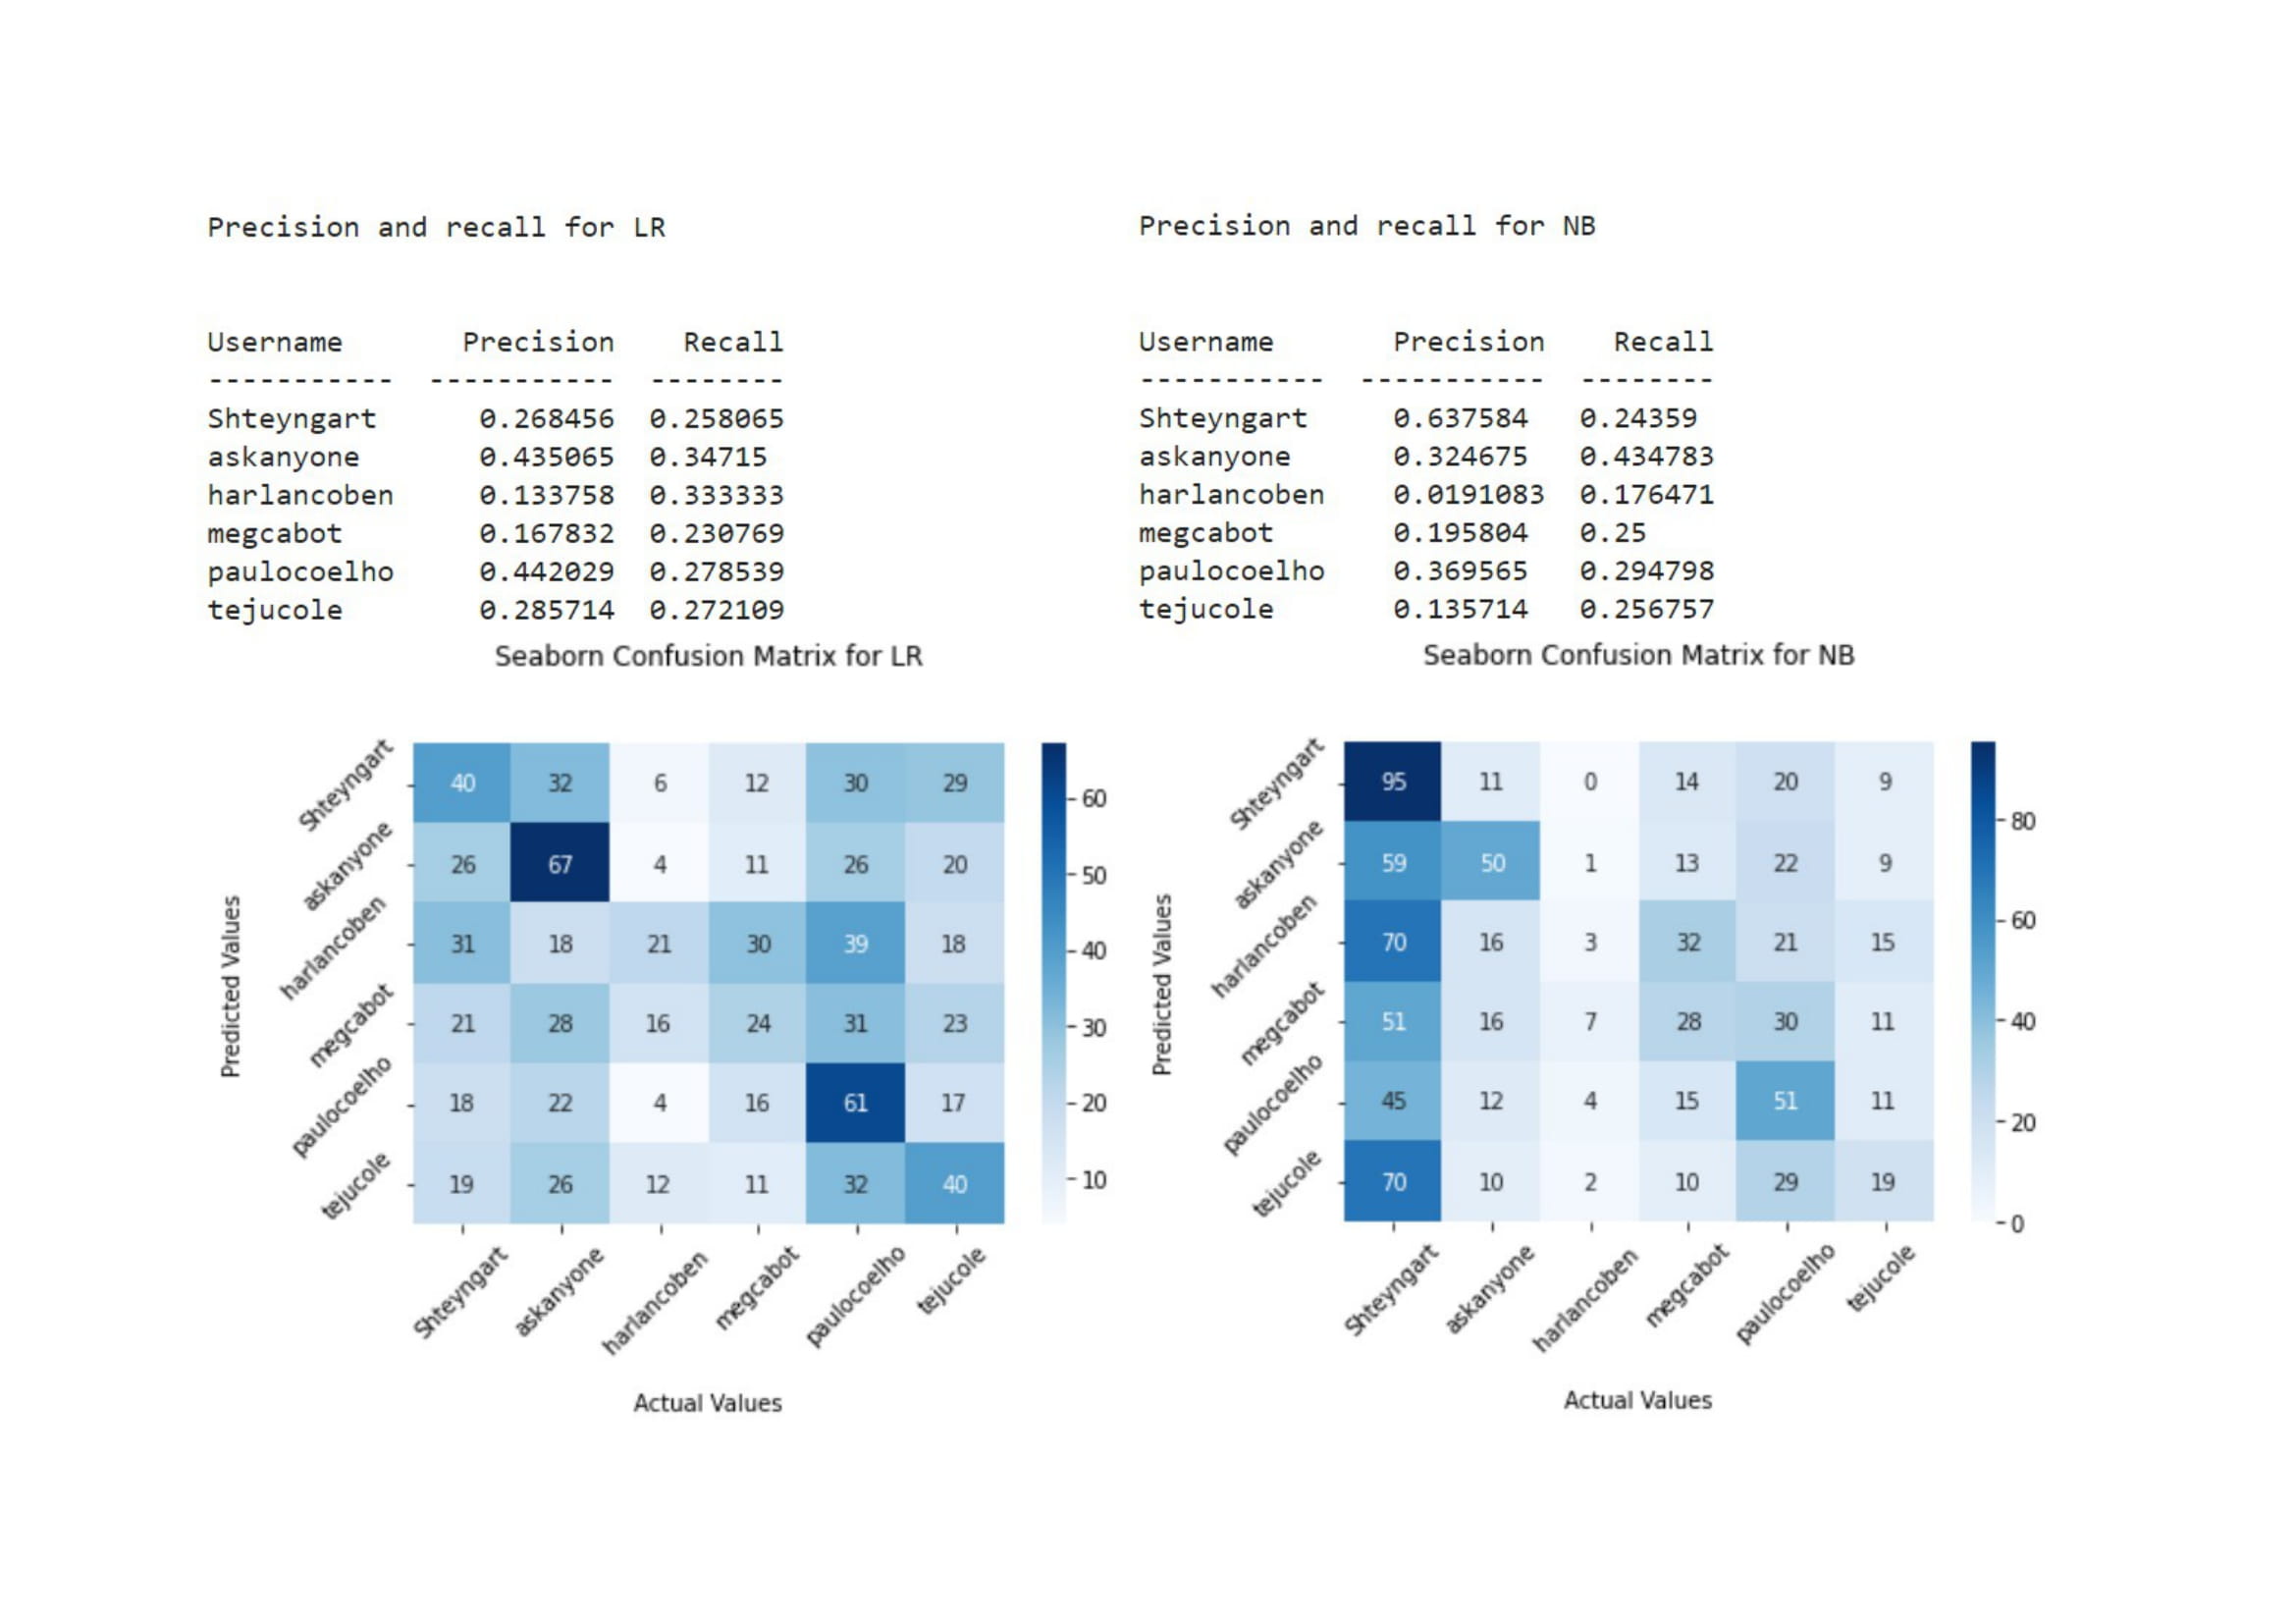 Precision and recall for LR
Username Precision Recall
----------- ----------- --------
Shteyngart 0.268456 0.258065
askanyone 0.435065 0.34715
harlancoben 0.133758 0.333333
megcabot 0.167832 0.230769
paulocoelho 0.442029 0.278539
tejucole 0.285714 0.272109
Seaborn Confusion Matrix for LR
Predicted Values
Shteyngart 40 32 6 12 30 29
askanyone 26 67 4 11 26 20
harlancoben 31 18 21 30 39 18
megcabot 21 28 16 24 31 23
paulocoelho 18 22 4 16 61 17
tejucole 19 26 12 11 32 40
60
50
40
30
20
10
Shteyngart askanyone harlancoben megcabot paulocoelho tejucole
Actual Values
Precision and recall for NB
Username Precision Recall
----------- ----------- --------
Shteyngart 0.637584 0.24359
askanyone 0.324675 0.434783
harlancoben 0.0191083 0.176471
megcabot 0.195804 0.25
paulocoelho 0.369565 0.294798
tejucole 0.135714 0.256757
Seaborn Confusion Matrix for NB
Predicted Values
Shteyngart 95 11 0 14 20 9
askanyone 59 50 1 13 22 9
harlancoben 70 16 3 32 21 15
megcabot 51 16 7 28 30 11
paulocoelho 45 12 4 15 51 11
tejucole 70 10 2 10 29 19
80
60
40
20
0
Shteyngart askanyone harlancoben megcabot paulocoelho tejucole
Actual Values